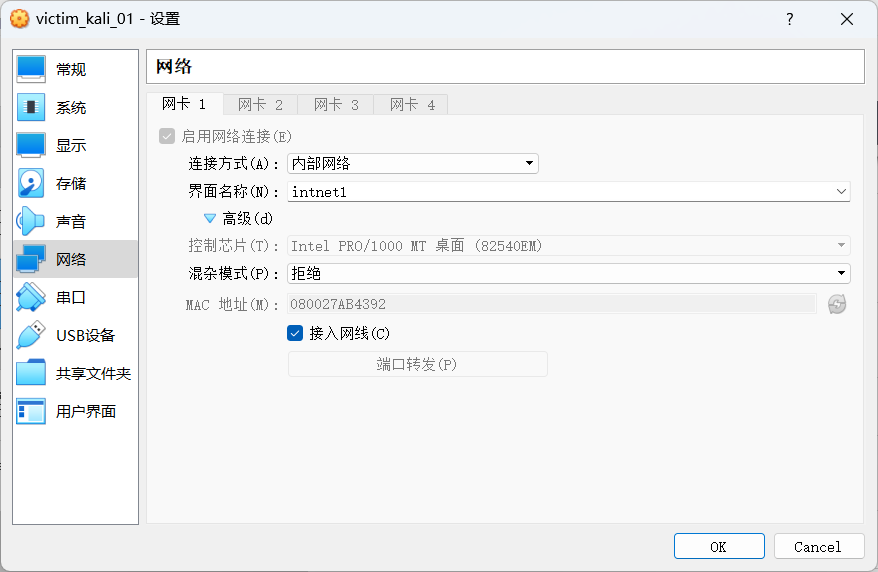 victim_kali_01 - 设置
?
常规
系统
显示
存储
声音
网络
串口
USB设备
共享文件夹
用户界面
网络
网卡 1 网卡 2 网卡 3 网卡 4
启用网络连接(E)
连接方式(A): 内部网络
界面名称(N): intnet1
高级(d)
控制芯片(T): Intel PRO/1000 MT 桌面 (82540EM)
混杂模式(P): 拒绝
MAC 地址(M): 080027AB4392
接入网线(C)
端口转发(P)
OK Cancel